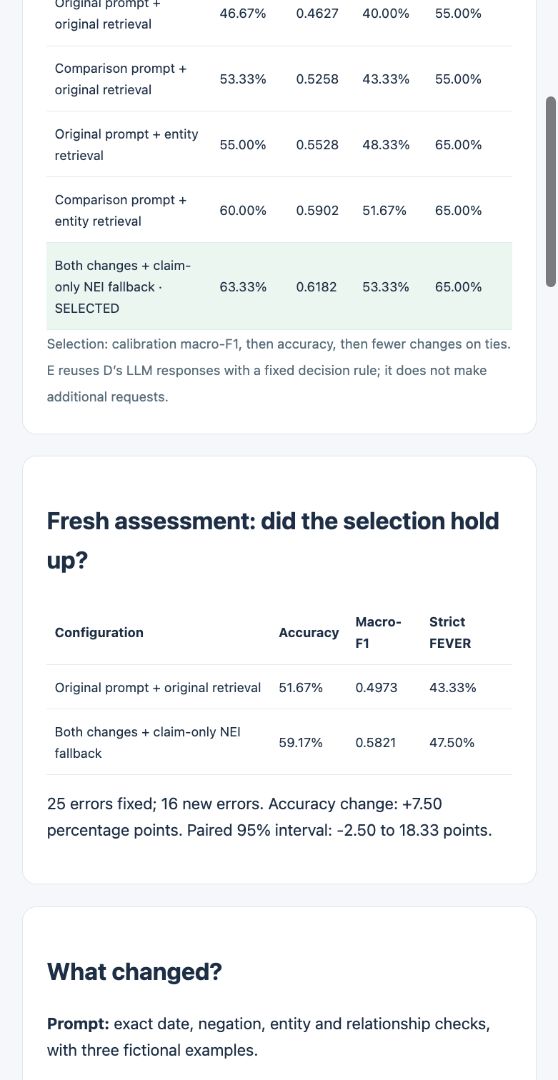 Original prompt +
original retrieval 46.67% 0.4627 40.00% 55.00%
Comparison prompt +
original retrieval 53.33% 0.5258 43.33% 55.00%
Original prompt + entity
retrieval 55.00% 0.5528 48.33% 65.00%
Comparison prompt +
entity retrieval 60.00% 0.5902 51.67% 65.00%
Both changes + claim-
only NEI fallback · 63.33% 0.6182 53.33% 65.00%
SELECTED
Selection: calibration macro-F1, then accuracy, then fewer changes on ties.
E reuses D's LLM responses with a fixed decision rule; it does not make
additional requests.
Fresh assessment: did the selection hold
up?
Configuration Accuracy Macro-F1 Strict FEVER
Original prompt + original retrieval 51.67% 0.4973 43.33%
Both changes + claim-only NEI
fallback 59.17% 0.5821 47.50%
25 errors fixed; 16 new errors. Accuracy change: +7.50
percentage points. Paired 95% interval: -2.50 to 18.33 points.
What changed?
Prompt: exact date, negation, entity and relationship checks,
with three fictional examples.